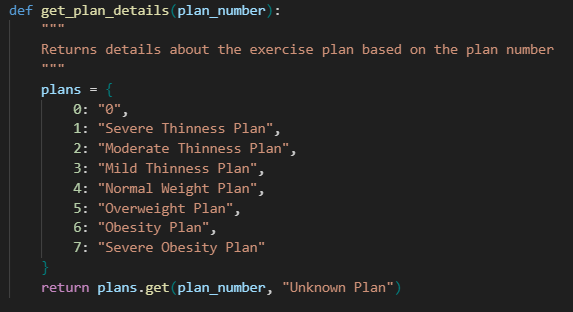 def get_plan_details(plan_number):
    """
    Returns details about the exercise plan based on the plan number
    """
    plans = {
        0: "0",
        1: "Severe Thinness Plan",
        2: "Moderate Thinness Plan",
        3: "Mild Thinness Plan",
        4: "Normal Weight Plan",
        5: "Overweight Plan",
        6: "Obesity Plan",
        7: "Severe Obesity Plan"
    }
    return plans.get(plan_number, "Unknown Plan")